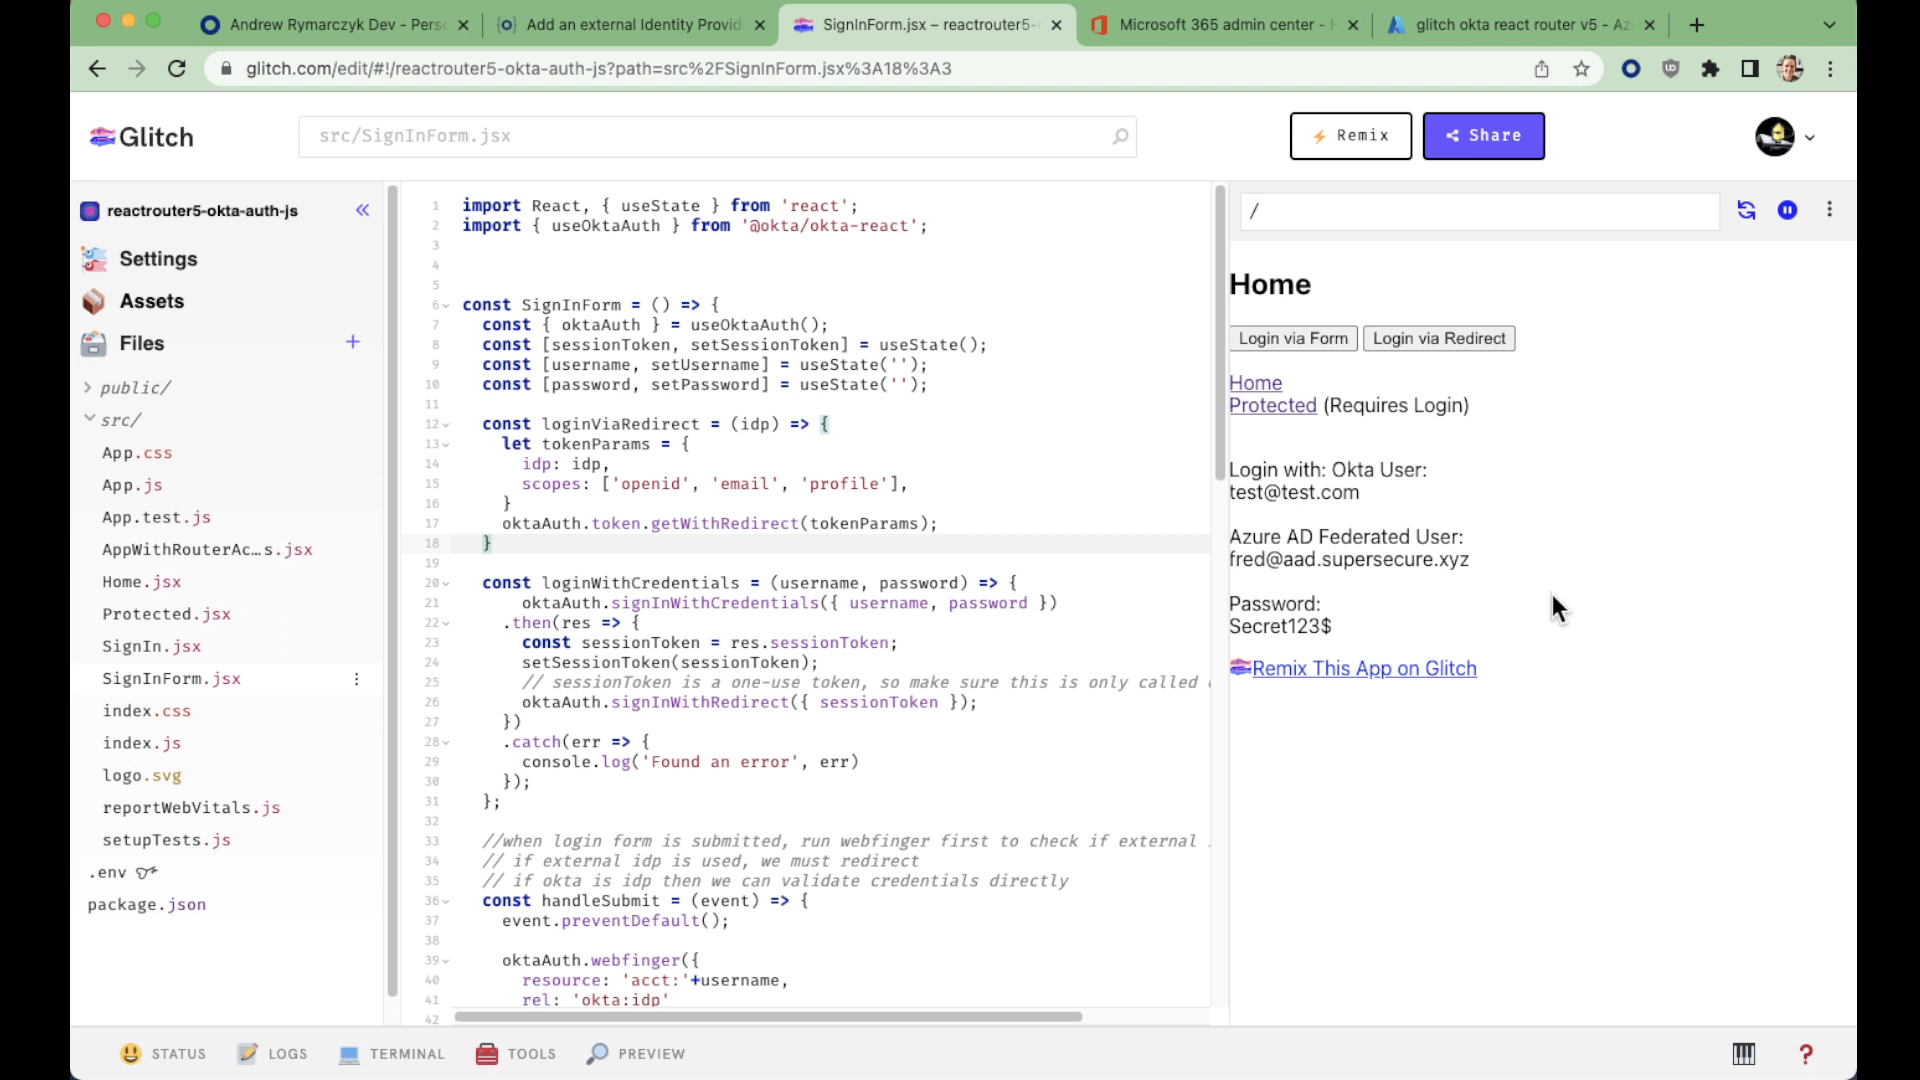 Andrew Rymarczyk Dev - Pers
Add an external Identity Provid
SignInForm.jsx – reactrouter5-
Microsoft 365 admin center -
glitch okta react router v5 - Az
glitch.com/edit/#!/reactrouter5-okta-auth-js?path=src%2FSignInForm.jsx%3A18%3A3
Glitch
src/SignInForm.jsx
Remix
Share
reactrouter5-okta-auth-js
Settings
Assets
Files
public/
src/
App.css
App.js
App.test.js
AppWithRouterAc…s.jsx
Home.jsx
Protected.jsx
SignIn.jsx
SignInForm.jsx
index.css
index.js
logo.svg
reportWebVitals.js
setupTests.js
.env
package.json
1 import React, { useState } from 'react';
2 import { useOktaAuth } from '@okta/okta-react';
3
4
5
6 const SignInForm = () => {
7 const { oktaAuth } = useOktaAuth();
8 const [sessionToken, setSessionToken] = useState();
9 const [username, setUsername] = useState('');
10 const [password, setPassword] = useState('');
11
12 const loginViaRedirect = (idp) => {
13 let tokenParams = {
14 idp: idp,
15 scopes: ['openid', 'email', 'profile'],
16 }
17 oktaAuth.token.getWithRedirect(tokenParams);
18 }
19
20 const loginWithCredentials = (username, password) => {
21 oktaAuth.signInWithCredentials({ username, password })
22 .then(res => {
23 const sessionToken = res.sessionToken;
24 setSessionToken(sessionToken);
25 // sessionToken is a one-use token, so make sure this is only called
26 oktaAuth.signInWithRedirect({ sessionToken });
27 })
28 .catch(err => {
29 console.log('Found an error', err)
30 });
31 };
32
33 //when login form is submitted, run webfinger first to check if external
34 // if external idp is used, we must redirect
35 // if okta is idp then we can validate credentials directly
36 const handleSubmit = (event) => {
37 event.preventDefault();
38
39 oktaAuth.webfinger({
40 resource: 'acct:'+username,
41 rel: 'okta:idp'
42
/
Home
Login via Form
Login via Redirect
Home
Protected (Requires Login)
Login with: Okta User:
test@test.com
Azure AD Federated User:
fred@aad.supersecure.xyz
Password:
Secret123$
Remix This App on Glitch
STATUS
LOGS
TERMINAL
TOOLS
PREVIEW
?